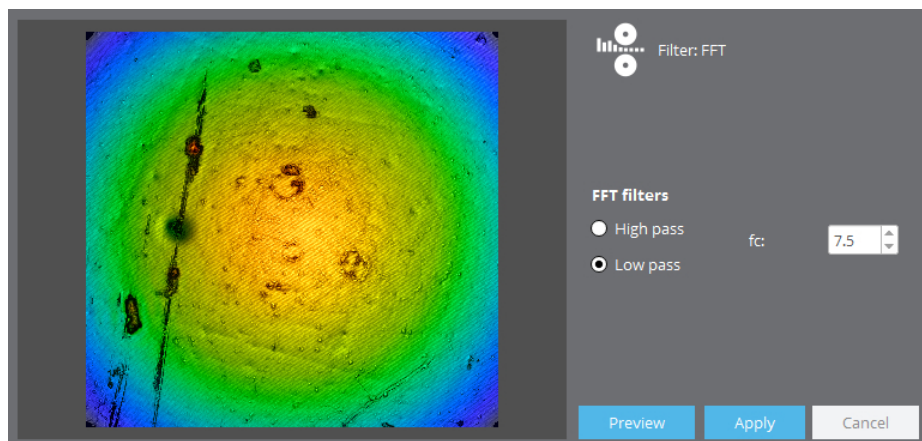 Filter: FFT
FFT filters
High pass
fc:
7.5
Low pass
Preview
Apply
Cancel